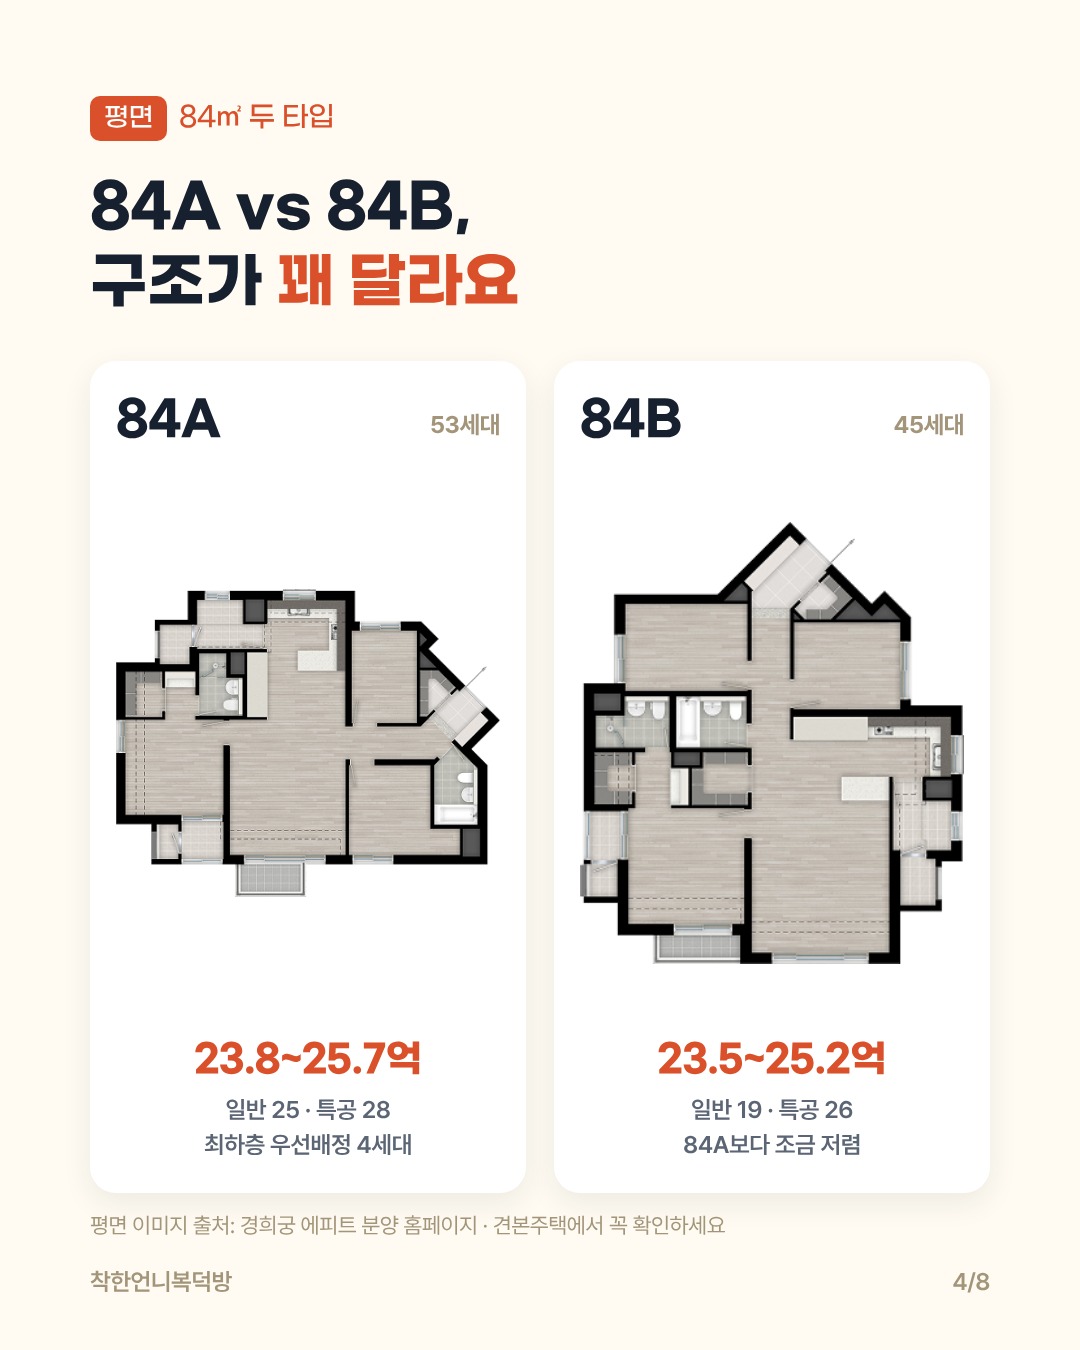 평면 84㎡ 두 타입
84A vs 84B,
구조가 꽤 달라요
84A
53세대
23.8~25.7억
일반 25 · 특공 28
최하층 우선배정 4세대
84B
45세대
23.5~25.2억
일반 19 · 특공 26
84A보다 조금 저렴
평면 이미지 출처: 경희궁 에피트 분양 홈페이지 · 견본주택에서 꼭 확인하세요
착한언니복덕방
4/8